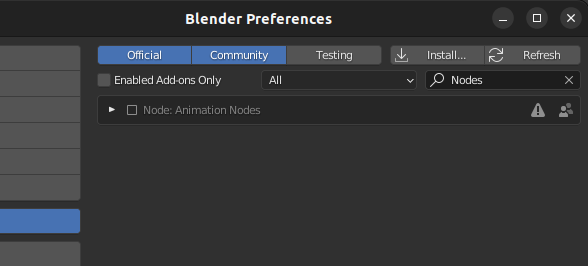 Blender Preferences
Official Community Testing Install... Refresh
Enabled Add-ons Only All Nodes
Node: Animation Nodes